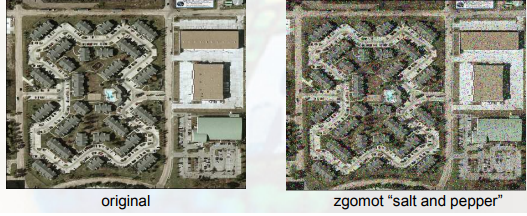 original
zgomot “salt and pepper”